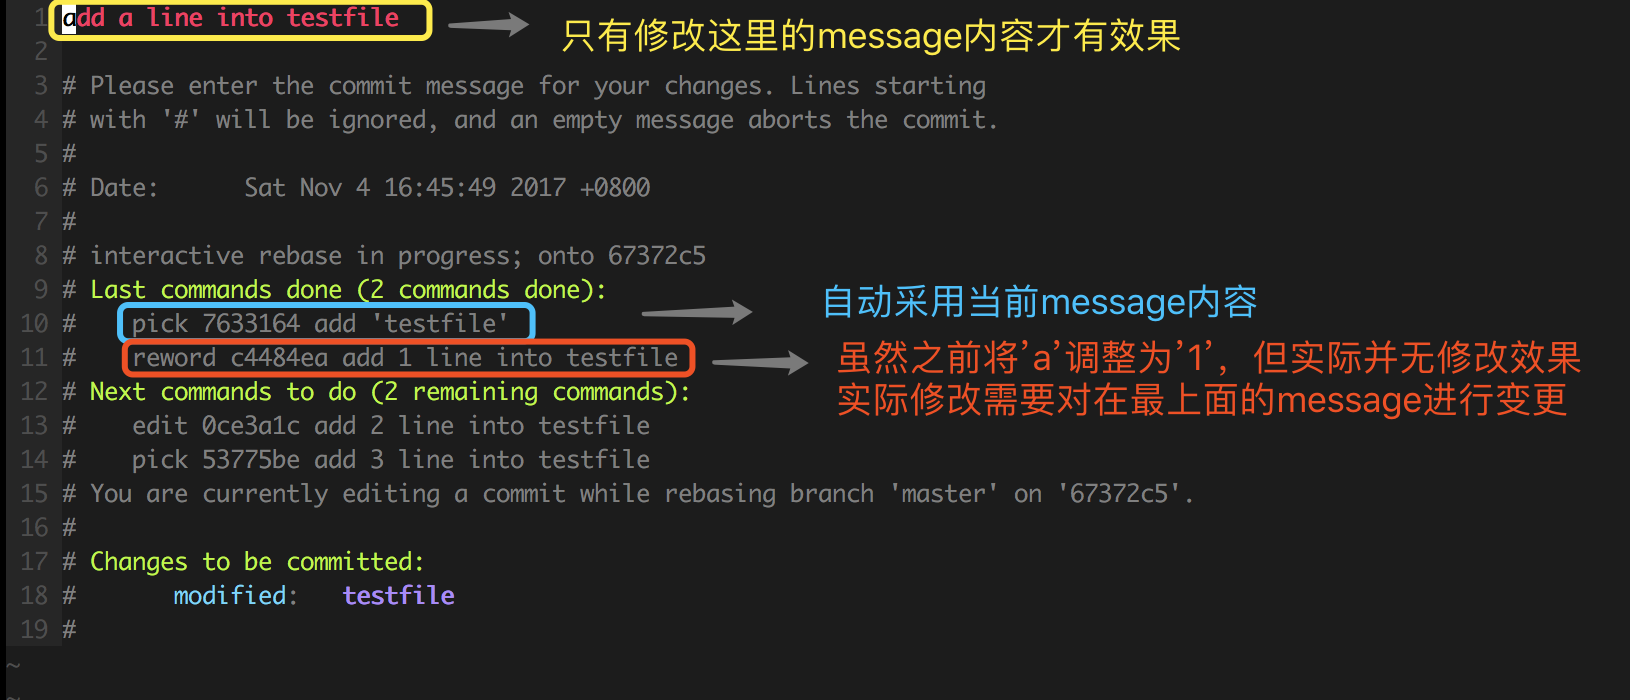 1 add a line into testfile 只有修改这里的message内容才有效果
2
3 # Please enter the commit message for your changes. Lines starting
4 # with '#' will be ignored, and an empty message aborts the commit.
5 #
6 # Date:      Sat Nov 4 16:45:49 2017 +0800
7 #
8 # interactive rebase in progress; onto 67372c5
9 # Last commands done (2 commands done):
10 #    pick 7633164 add 'testfile' 自动采用当前message内容
11 #    reword c4484ea add 1 line into testfile 虽然之前将’a’调整为’1’，但实际并无修改效果
12 # Next commands to do (2 remaining commands): 实际修改需要对在最上面的message进行变更
13 #    edit 0ce3a1c add 2 line into testfile
14 #    pick 53775be add 3 line into testfile
15 # You are currently editing a commit while rebasing branch 'master' on '67372c5'.
16 #
17 # Changes to be committed:
18 #       modified:   testfile
19 #
~
~